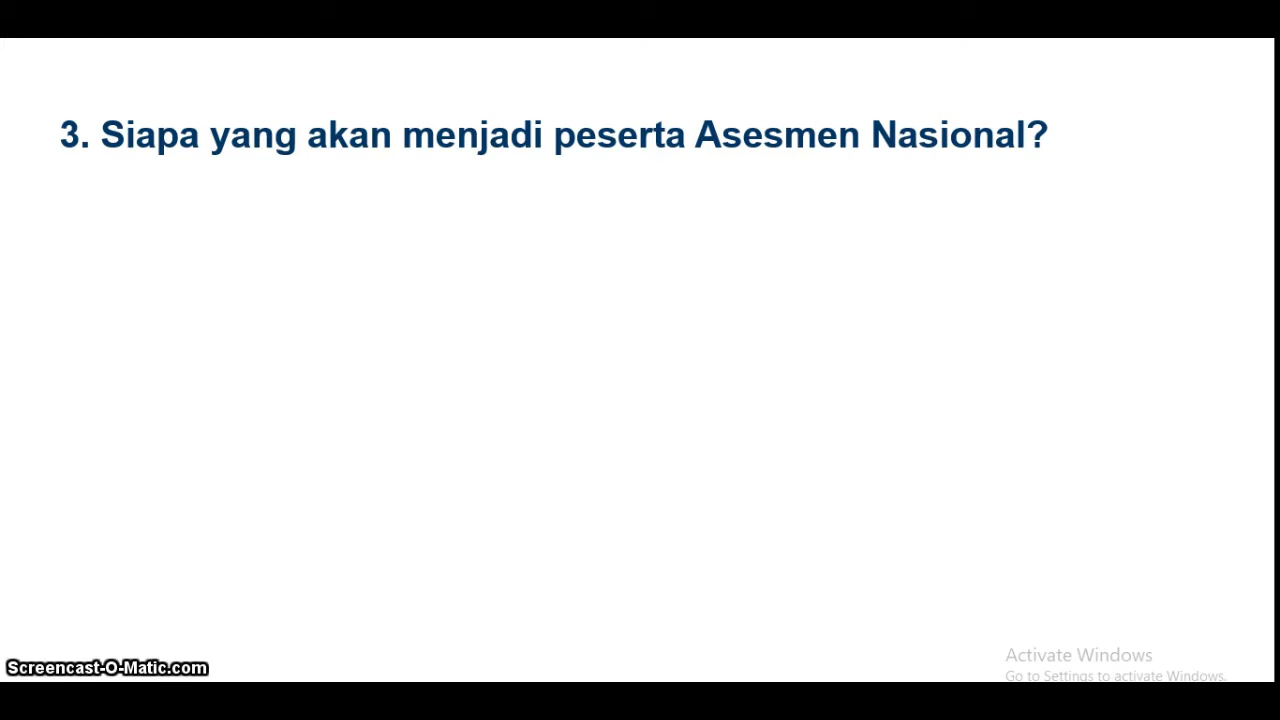 3. Siapa yang akan menjadi peserta Asesmen Nasional?
Activate Windows
Go to Settings to activate Windows.
Screencast-O-Matic.com